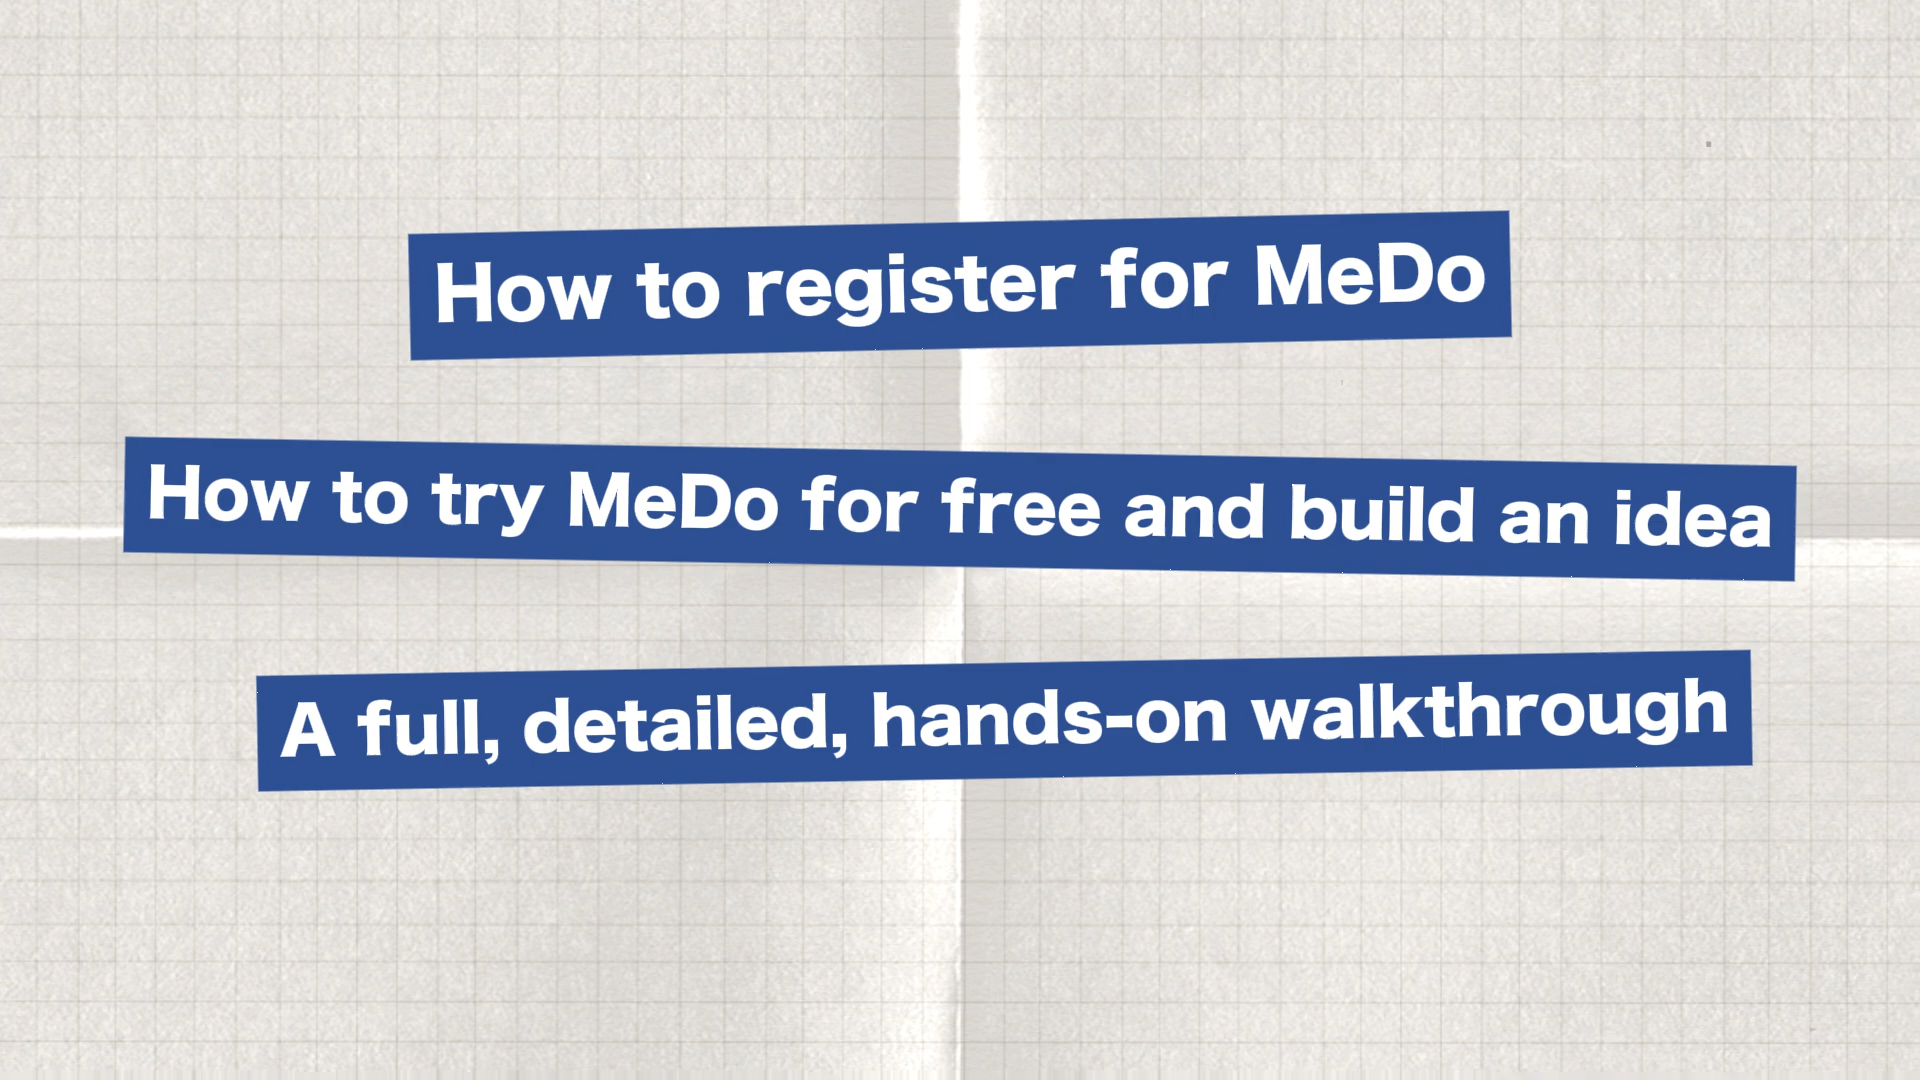 How to register for MeDo
How to try MeDo for free and build an idea
A full, detailed, hands-on walkthrough